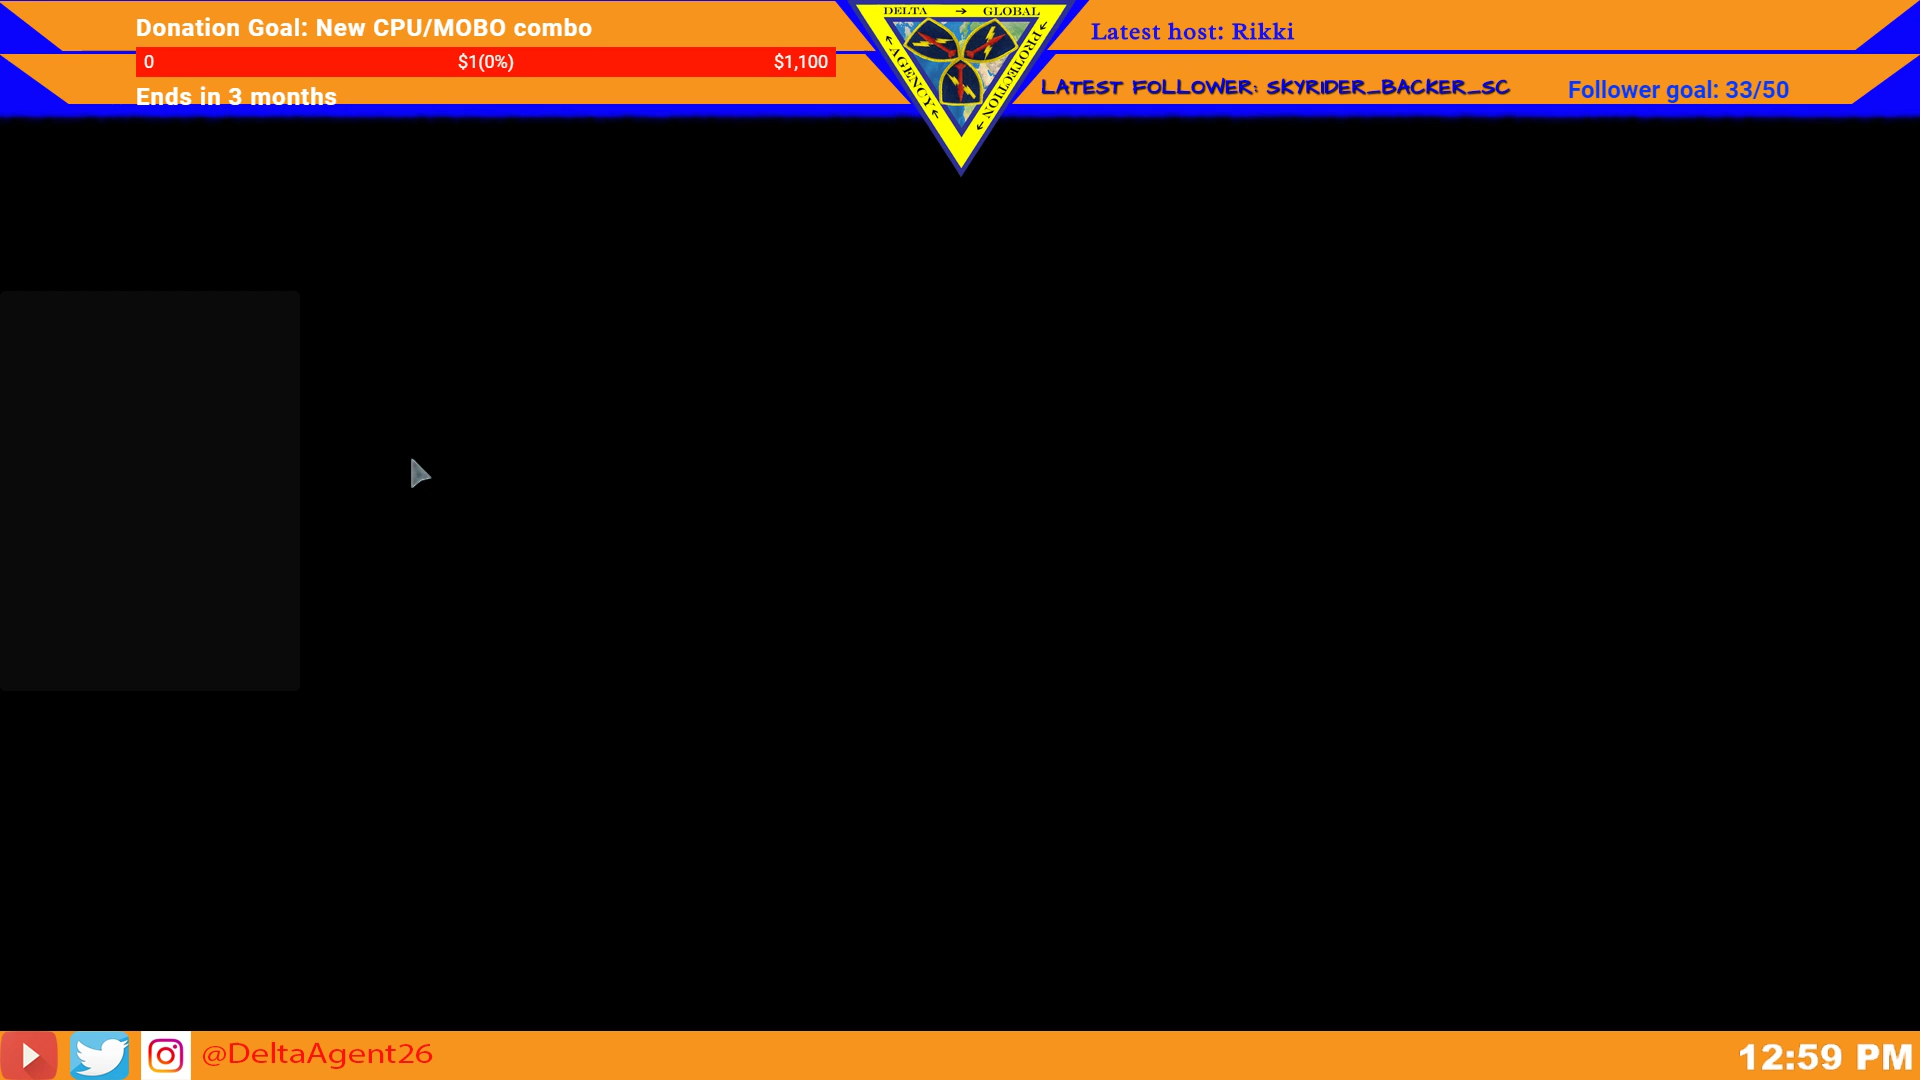 Donation Goal: New CPU/MOBO combo
0 $1(0%) $1,100
Ends in 3 months
DELTA → GLOBAL
→ PROTECTION →
→ AGENCY →
Latest host: Rikki
LATEST FOLLOWER: SKYRIDER_BACKER_SC
Follower goal: 33/50
@DeltaAgent26
12:59 PM